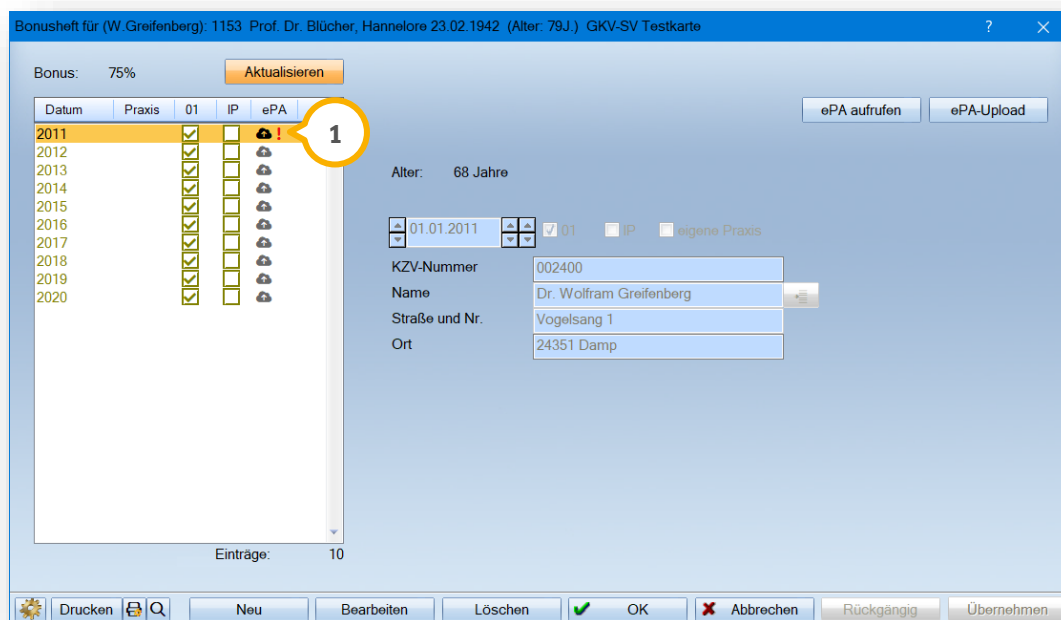 Bonusheft für (W.Greifenberg): 1153 Prof. Dr. Blücher, Hannelore 23.02.1942 (Alter: 79J.) GKV-SV Testkarte ?
Bonus: 75% Aktualisieren
Datum Praxis 01 IP ePA
ePA aufrufen ePA-Upload
2011 ! 1
2012
2013
2014
2015
2016
2017
2018
2019
2020
Alter: 68 Jahre
01.01.2011 01 IP eigene Praxis
KZV-Nummer 002400
Name Dr. Wolfram Greifenberg
Straße und Nr. Vogelsang 1
Ort 24351 Damp
Einträge: 10
Drucken Neu Bearbeiten Löschen OK Abbrechen Rückgängig Übernehmen